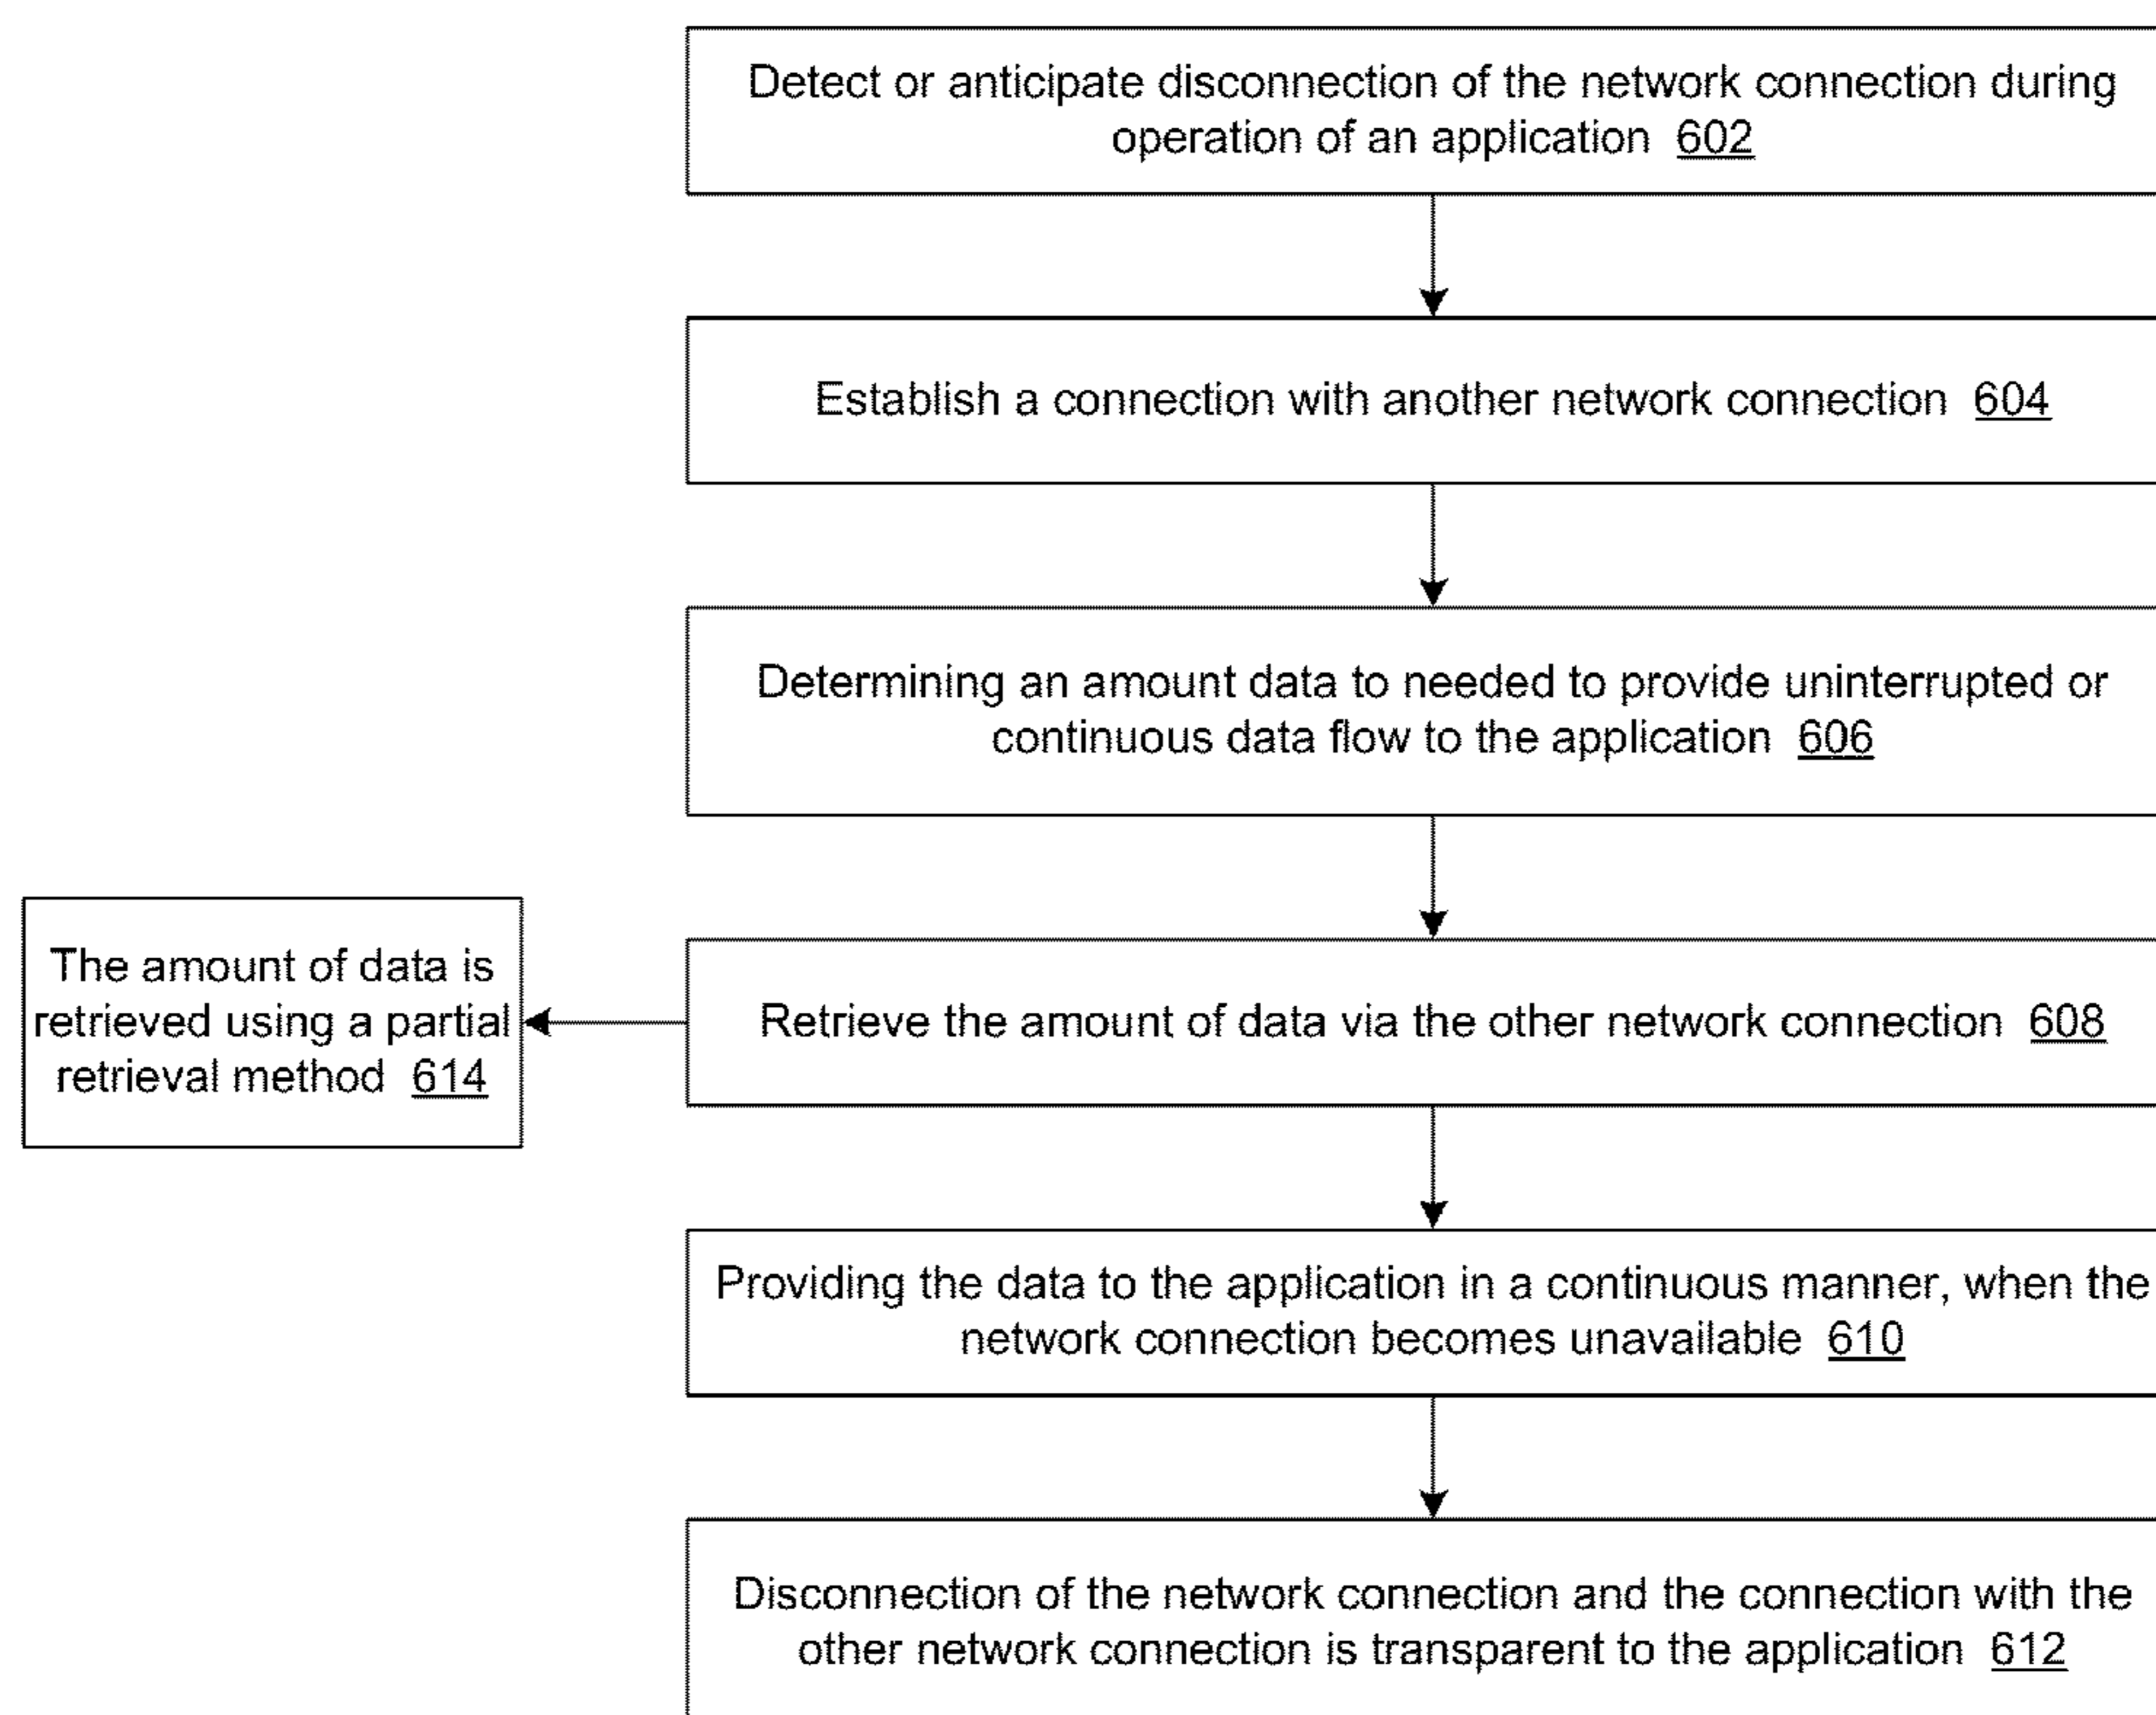 Detect or anticipate disconnection of the network connection during
operation of an application 602
Establish a connection with another network connection 604
Determining an amount data to needed to provide uninterrupted or
continuous data flow to the application 606
The amount of data is
retrieved using a partial
retrieval method 614
Retrieve the amount of data via the other network connection 608
Providing the data to the application in a continuous manner, when the
network connection becomes unavailable 610
Disconnection of the network connection and the connection with the
other network connection is transparent to the application 612